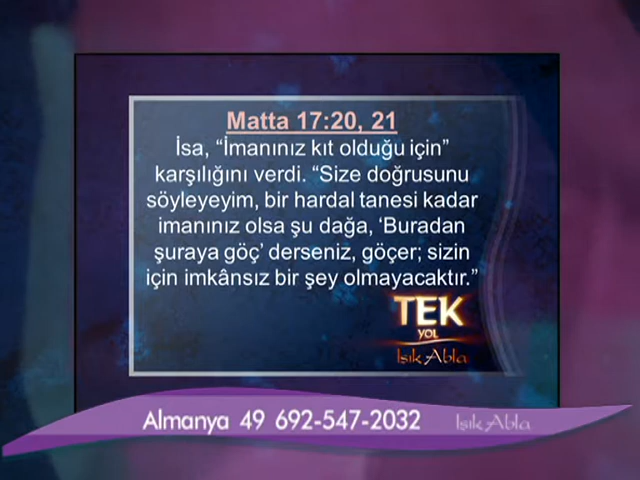 Matta 17:20, 21
İsa, “İmanınız kıt olduğu için”
karşılığını verdi. “Size doğrusunu
söyleyeyim, bir hardal tanesi kadar
imanınız olsa şu dağa, ‘Buradan
şuraya göç’ derseniz, göçer; sizin
için imkânsız bir şey olmayacaktır.”
TEK
YOL
Işık Abla
Almanya 49 692-547-2032 Işık Abla